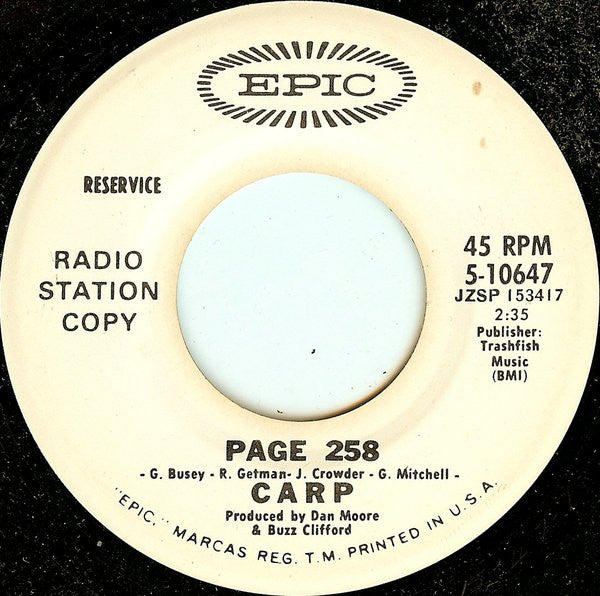 EPIC
RESERVICE
RADIO
STATION
COPY
45 RPM
5-10647
JZSP 153417
2:35
Publisher:
Trashfish
Music
(BMI)
PAGE 258
- G. Busey - R. Getman- J. Crowder - G. Mitchell -
CARP
Produced by Dan Moore
& Buzz Clifford
"EPIC," MARCAS REG. T.M. PRINTED IN U.S.A.